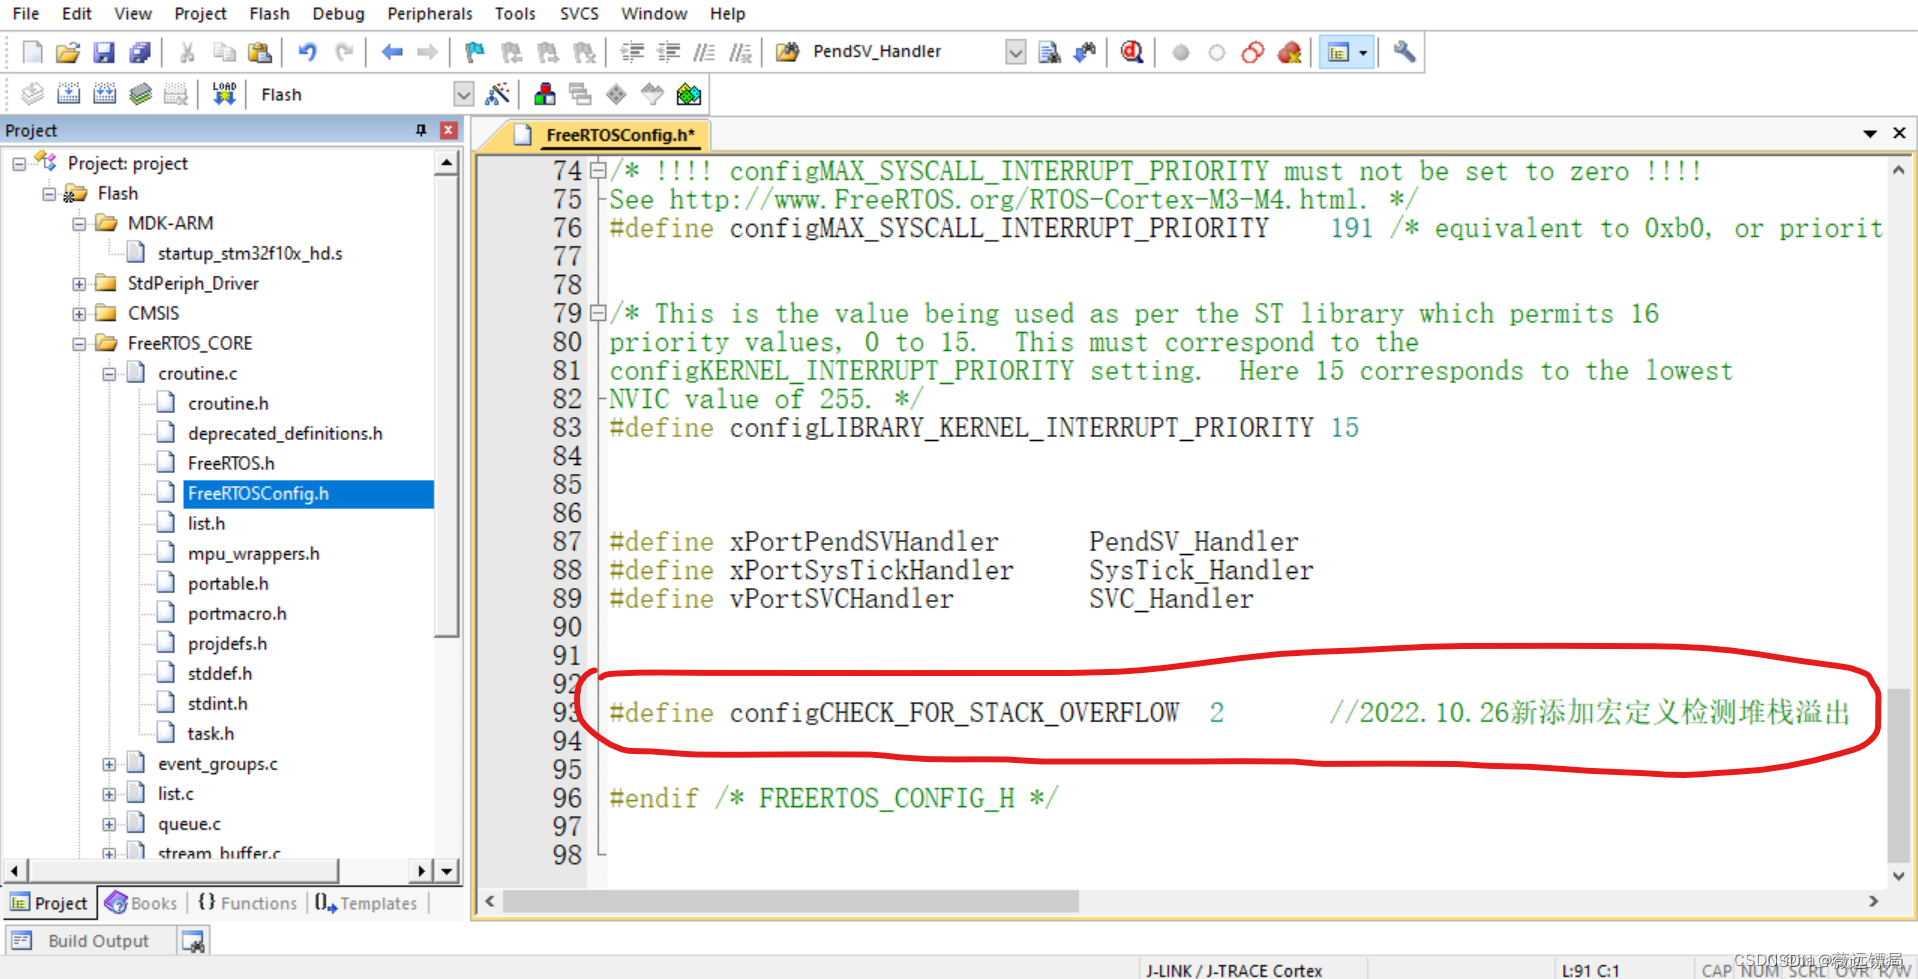 File Edit View Project Flash Debug Peripherals Tools SVCS Window Help
PendSV_Handler
LOAD Flash
Project
FreeRTOSConfig.h*
Project: project
Flash
MDK-ARM
startup_stm32f10x_hd.s
StdPeriph_Driver
CMSIS
FreeRTOS_CORE
croutine.c
croutine.h
deprecated_definitions.h
FreeRTOS.h
FreeRTOSConfig.h
list.h
mpu_wrappers.h
portable.h
portmacro.h
projdefs.h
stddef.h
stdint.h
task.h
event_groups.c
list.c
queue.c
stream_buffer.c
74 /* !!!! configMAX_SYSCALL_INTERRUPT_PRIORITY must not be set to zero !!!!
75 See http://www.FreeRTOS.org/RTOS-Cortex-M3-M4.html. */
76 #define configMAX_SYSCALL_INTERRUPT_PRIORITY 191 /* equivalent to 0xb0, or priorit
77
78
79 /* This is the value being used as per the ST library which permits 16
80 priority values, 0 to 15. This must correspond to the
81 configKERNEL_INTERRUPT_PRIORITY setting. Here 15 corresponds to the lowest
82 NVIC value of 255. */
83 #define configLIBRARY_KERNEL_INTERRUPT_PRIORITY 15
84
85
86
87 #define xPortPendSVHandler PendSV_Handler
88 #define xPortSysTickHandler SysTick_Handler
89 #define vPortSVCHandler SVC_Handler
90
91
92
93 #define configCHECK_FOR_STACK_OVERFLOW 2 //2022.10.26新添加宏定义检测堆栈溢出
94
95
96 #endif /* FREERTOS_CONFIG_H */
97
98
Project Books {} Functions Templates
Build Output
J-LINK / J-TRACE Cortex L:91 C:1 CAP NUM SCRL OVR R/W